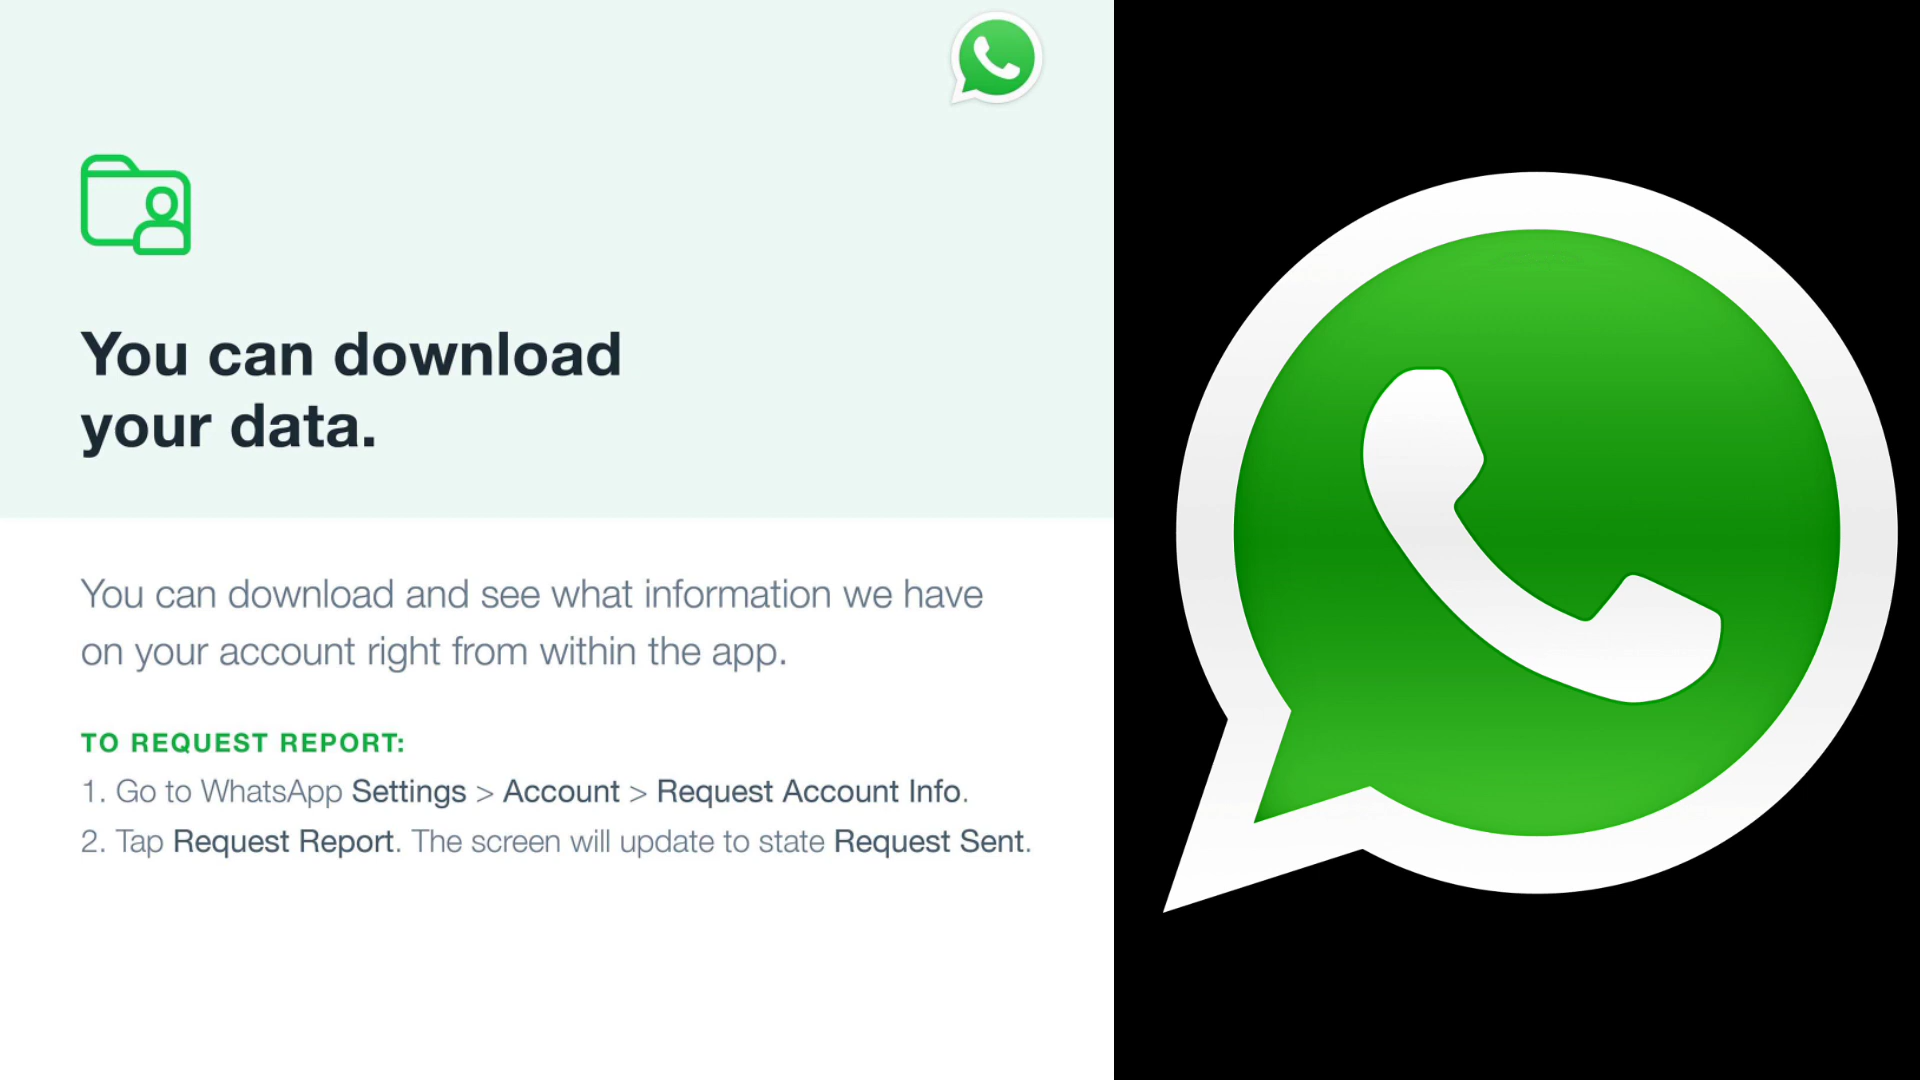 You can download
your data.
You can download and see what information we have
on your account right from within the app.
TO REQUEST REPORT:
1. Go to WhatsApp Settings > Account > Request Account Info.
2. Tap Request Report. The screen will update to state Request Sent.